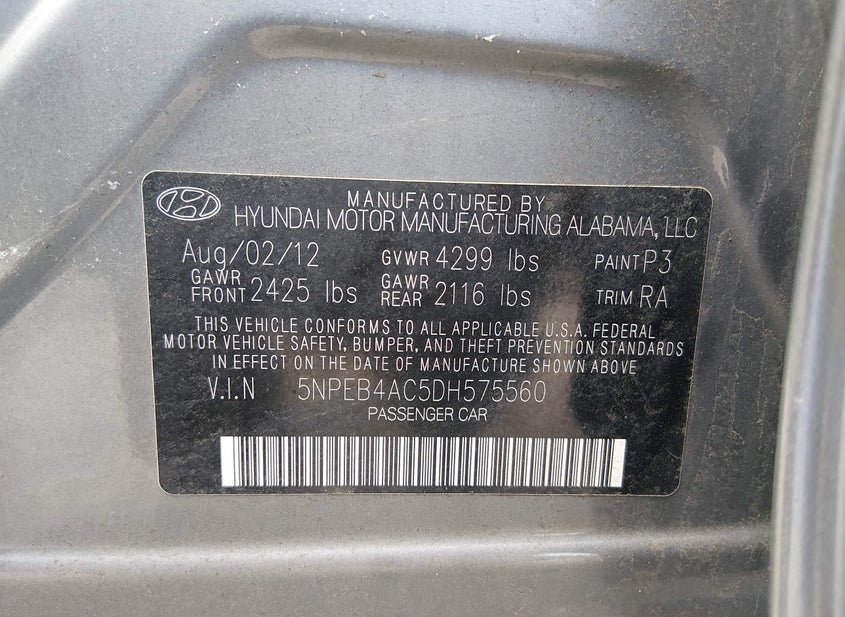 MANUFACTURED BY
HYUNDAI MOTOR MANUFACTURING ALABAMA, LLC
Aug/02/12 GVWR 4299 lbs PAINT P3
GAWR FRONT 2425 lbs GAWR REAR 2116 lbs TRIM RA
THIS VEHICLE CONFORMS TO ALL APPLICABLE U.S.A. FEDERAL
MOTOR VEHICLE SAFETY, BUMPER, AND THEFT PREVENTION STANDARDS
IN EFFECT ON THE DATE OF MANUFACTURE SHOWN ABOVE
V.I.N 5NPEB4AC5DH575560
PASSENGER CAR